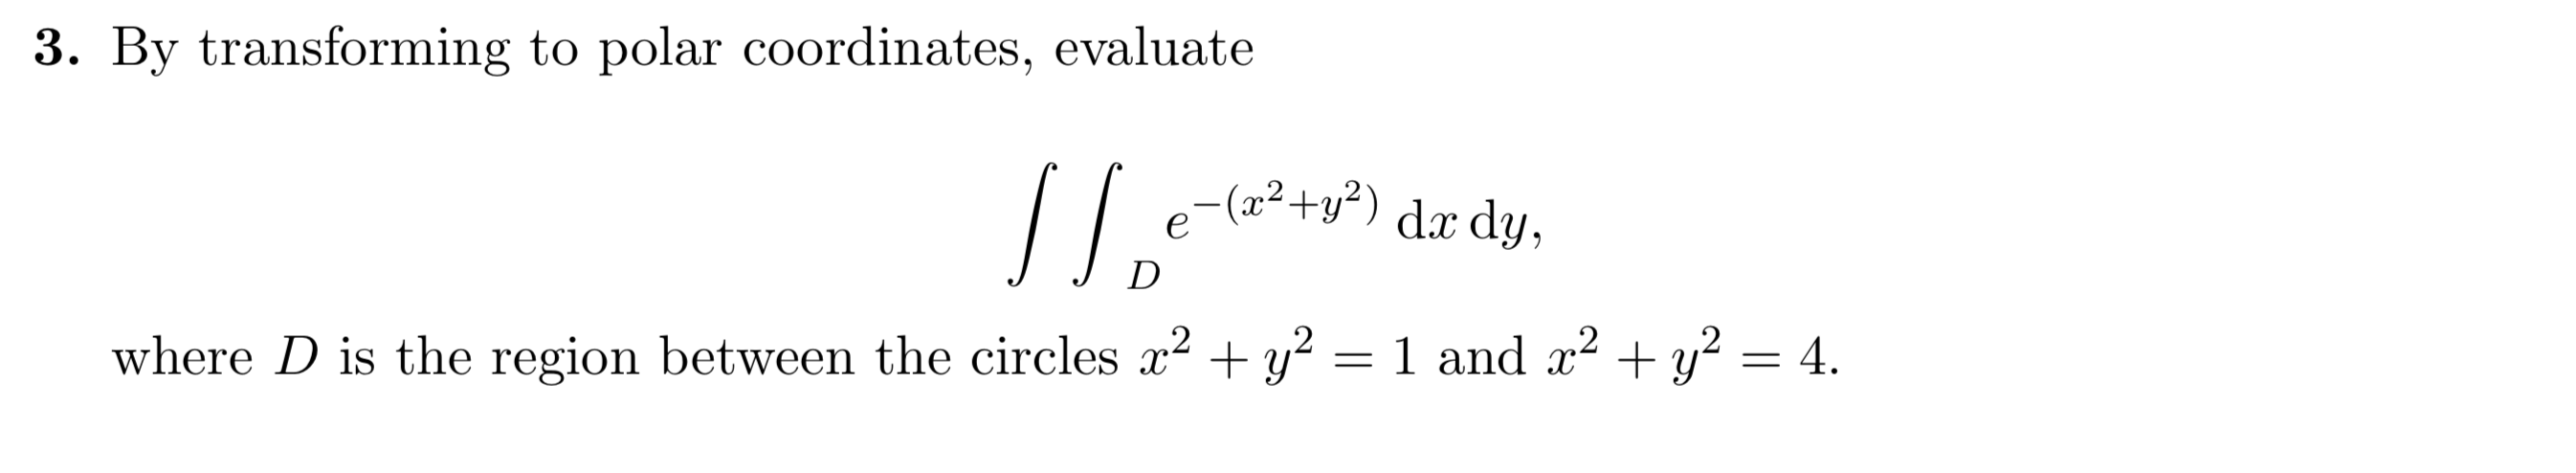 3. By transforming to polar coordinates, evaluate
∫∫_D e^{-(x^2+y^2)} dx dy,
where D is the region between the circles x^2 + y^2 = 1 and x^2 + y^2 = 4.